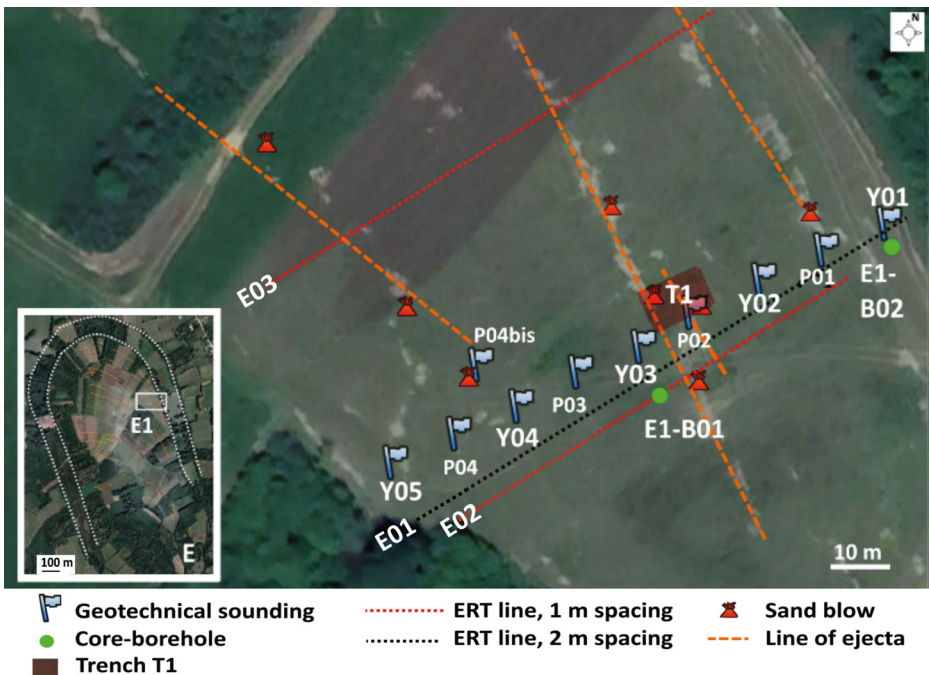 N
Y01
P01
E1-
B02
Y02
E03
T1
P02
P04bis
Y03
P03
E1-B01
Y04
P04
Y05
E01
E02
E1
E
100 m
10 m
Geotechnical sounding
ERT line, 1 m spacing
Sand blow
Core-borehole
ERT line, 2 m spacing
Line of ejecta
Trench T1